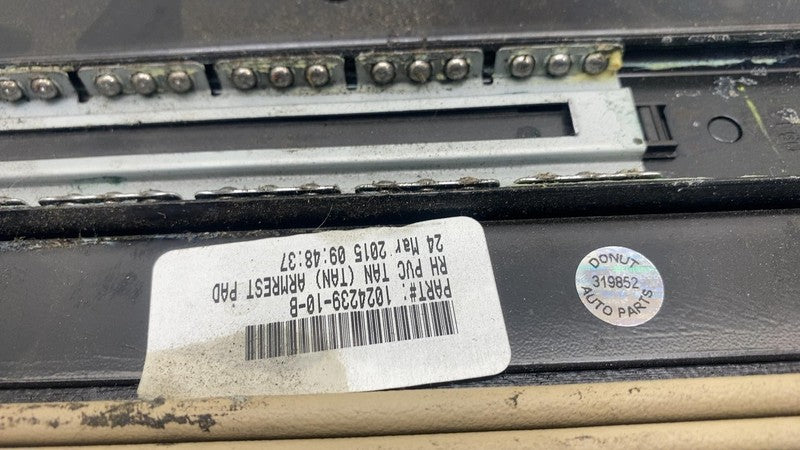 PART#: 1024239-10-B
RH PVC TAN (TAN) ARMREST PAD
24 Mar 2015 09:48:37
DONUT
319852
AUTO PARTS